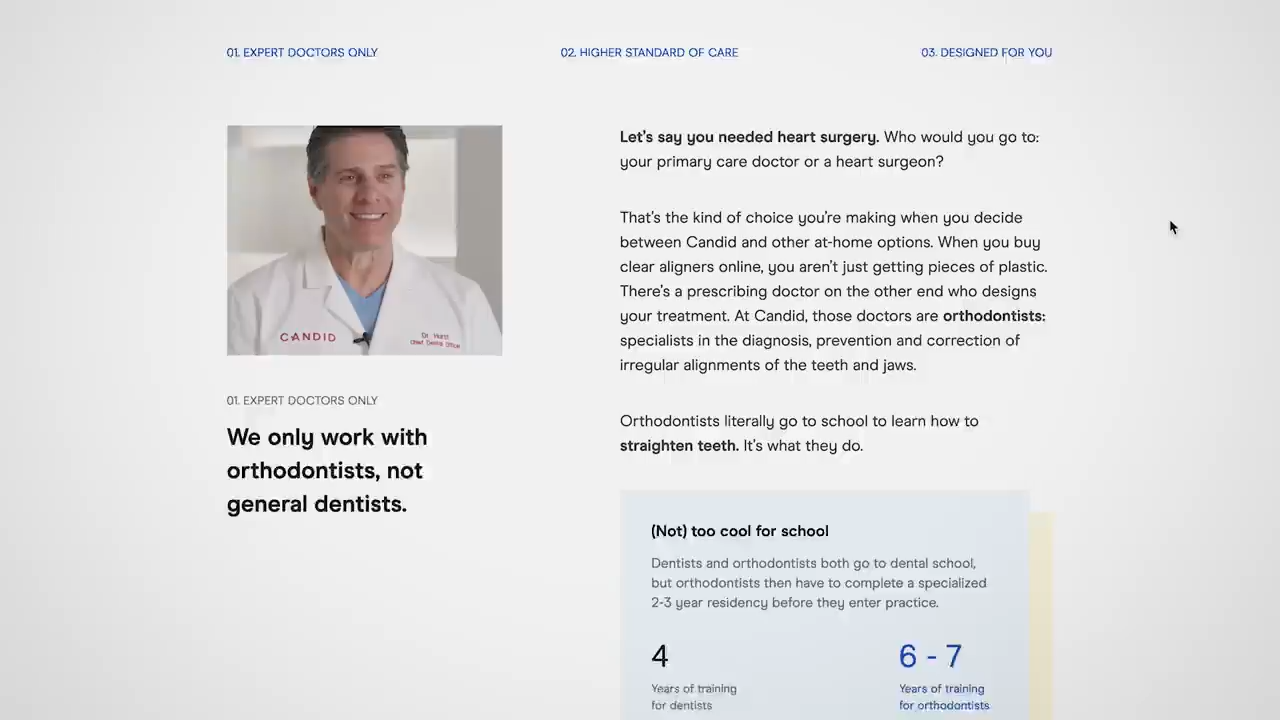 01. EXPERT DOCTORS ONLY
02. HIGHER STANDARD OF CARE
03. DESIGNED FOR YOU
CANDID
Dr. Hurst
Chief Dental Officer
01. EXPERT DOCTORS ONLY
We only work with
orthodontists, not
general dentists.
Let's say you needed heart surgery. Who would you go to:
your primary care doctor or a heart surgeon?
That's the kind of choice you're making when you decide
between Candid and other at-home options. When you buy
clear aligners online, you aren't just getting pieces of plastic.
There's a prescribing doctor on the other end who designs
your treatment. At Candid, those doctors are orthodontists:
specialists in the diagnosis, prevention and correction of
irregular alignments of the teeth and jaws.
Orthodontists literally go to school to learn how to
straighten teeth. It's what they do.
(Not) too cool for school
Dentists and orthodontists both go to dental school,
but orthodontists then have to complete a specialized
2-3 year residency before they enter practice.
4
Years of training
for dentists
6 - 7
Years of training
for orthodontists